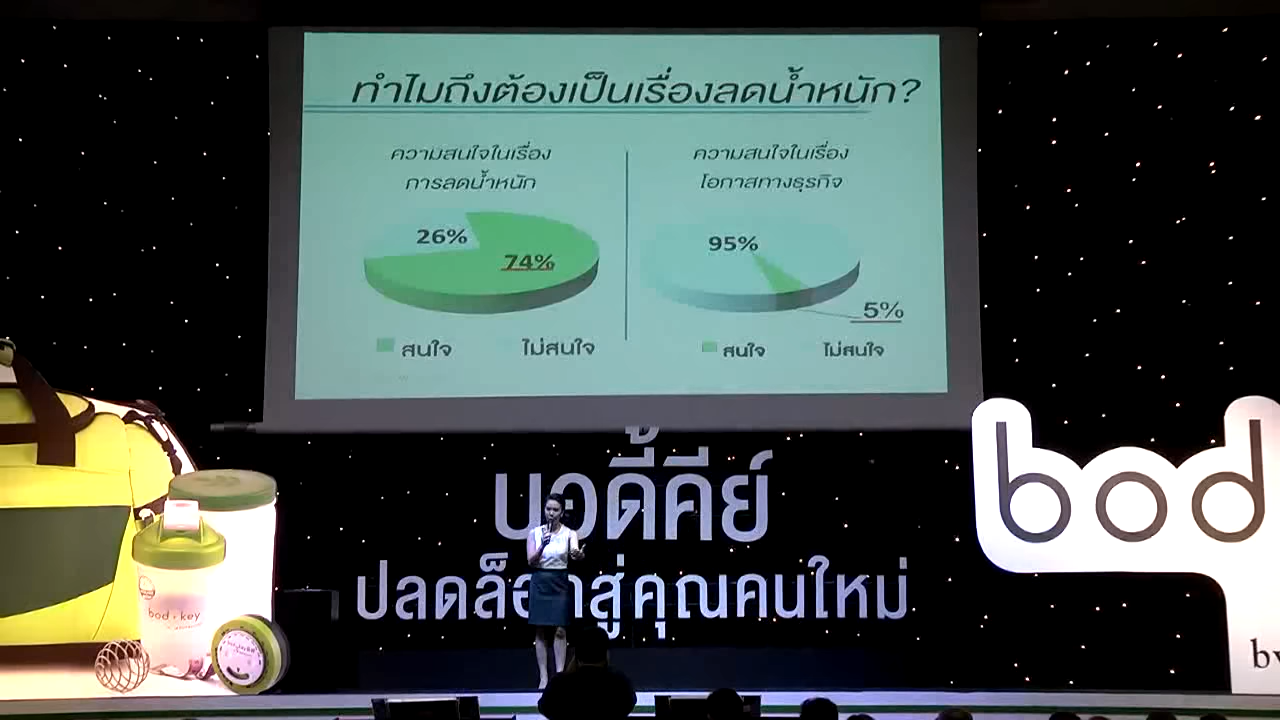 ทำไมถึงต้องเป็นเรื่องลดน้ำหนัก?
ความสนใจในเรื่อง
การลดน้ำหนัก
26%
74%
สนใจ
ไม่สนใจ
ความสนใจในเรื่อง
โอกาสทางธุรกิจ
95%
5%
สนใจ
ไม่สนใจ
บอดี้คีย์
ปลดล็อกสู่คุณคนใหม่
bod
by
bod•key